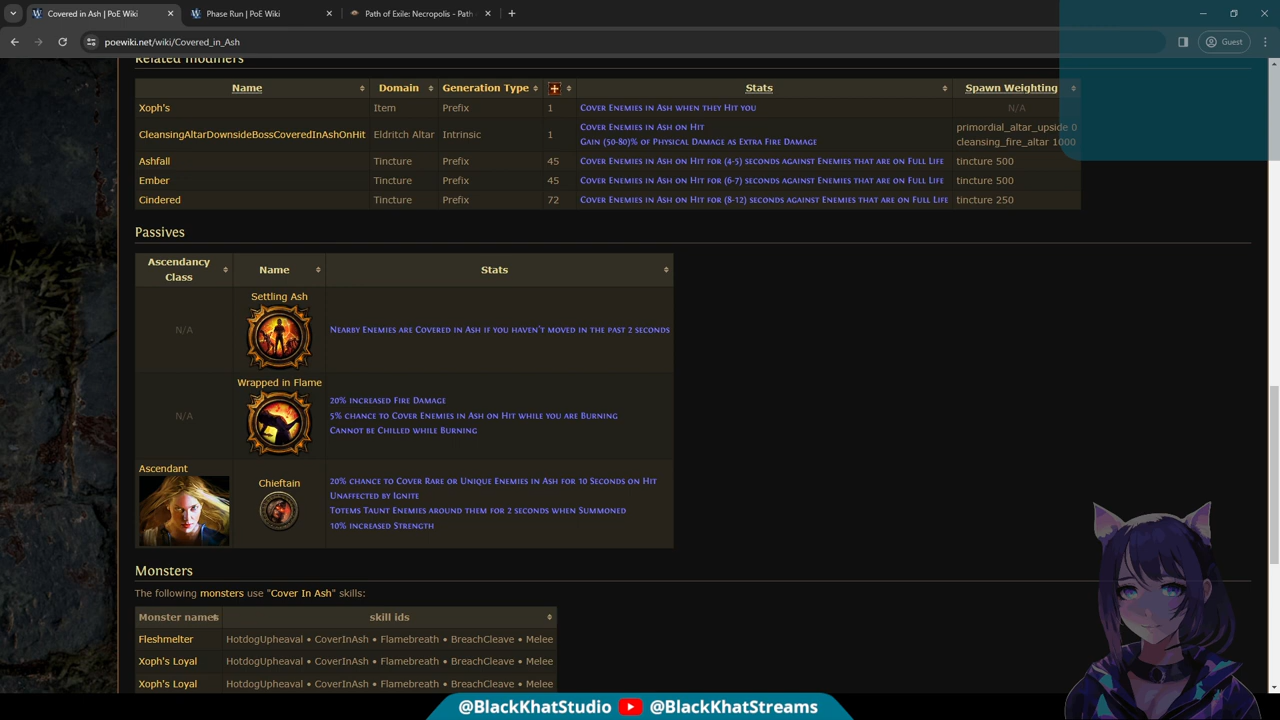 Covered in Ash | PoE Wiki
Phase Run | PoE Wiki
Path of Exile: Necropolis - Path
poewiki.net/wiki/Covered_in_Ash
Guest
Related modifiers
Name Domain Generation Type Stats Spawn Weighting
Xoph's Item Prefix 1 Cover Enemies in Ash when they Hit you N/A
CleansingAltarDownsideBossCoveredInAshOnHit Eldritch Altar Intrinsic 1 Cover Enemies in Ash on Hit primordial_altar_upside 0
Gain (50-80)% of Physical Damage as Extra Fire Damage cleansing_fire_altar 1000
Ashfall Tincture Prefix 45 Cover Enemies in Ash on Hit for (4-5) seconds against Enemies that are on Full Life tincture 500
Ember Tincture Prefix 45 Cover Enemies in Ash on Hit for (6-7) seconds against Enemies that are on Full Life tincture 500
Cindered Tincture Prefix 72 Cover Enemies in Ash on Hit for (8-12) seconds against Enemies that are on Full Life tincture 250
Passives
Ascendancy
Class
Name Stats
N/A
Settling Ash
Nearby Enemies are Covered in Ash if you haven't moved in the past 2 seconds
N/A
Wrapped in Flame
20% increased Fire Damage
5% chance to Cover Enemies in Ash on Hit while you are Burning
Cannot be Chilled while Burning
Ascendant
Chieftain
20% chance to Cover Rare or Unique Enemies in Ash for 10 Seconds on Hit
Unaffected by Ignite
Totems Taunt Enemies around them for 2 seconds when Summoned
10% increased Strength
Monsters
The following monsters use "Cover In Ash" skills:
Monster names skill ids
Fleshmelter HotdogUpheaval • CoverInAsh • Flamebreath • BreachCleave • Melee
Xoph's Loyal HotdogUpheaval • CoverInAsh • Flamebreath • BreachCleave • Melee
Xoph's Loyal HotdogUpheaval • CoverInAsh • Flamebreath • BreachCleave • Melee
@BlackKhatStudio @BlackKhatStreams